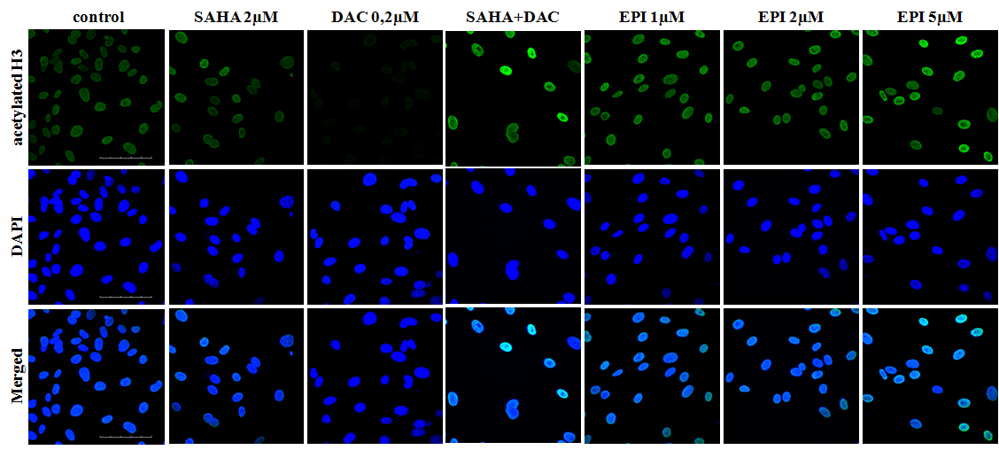 control SAHA 2μM DAC 0,2μM SAHA+DAC EPI 1μM EPI 2μM EPI 5μM
acetylated H3
DAPI
Merged